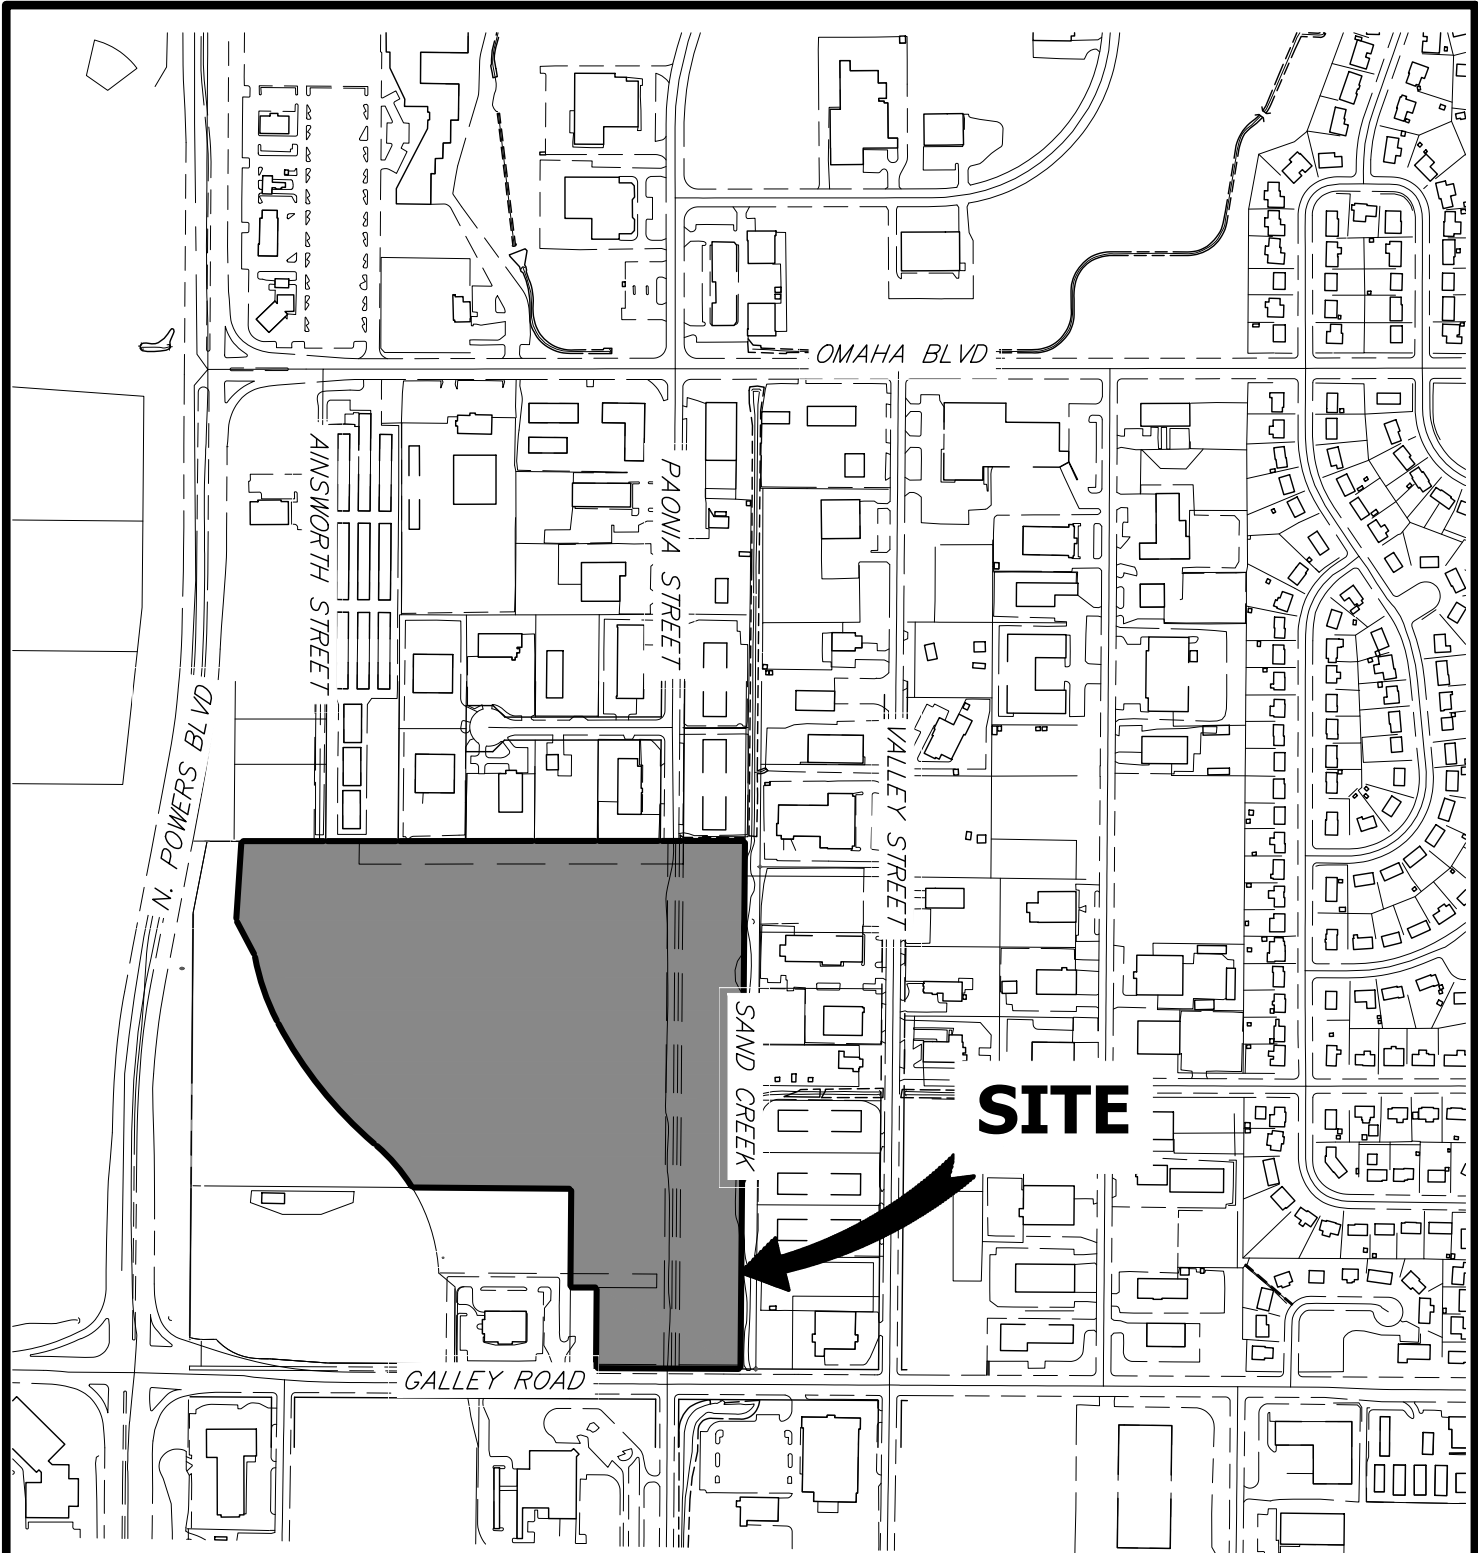 OMAHA BLVD
AINSWORTH STREET
PAONIA STREET
N. POWERS BLVD
VALLEY STREET
SAND CREEK
SITE
GALLEY ROAD